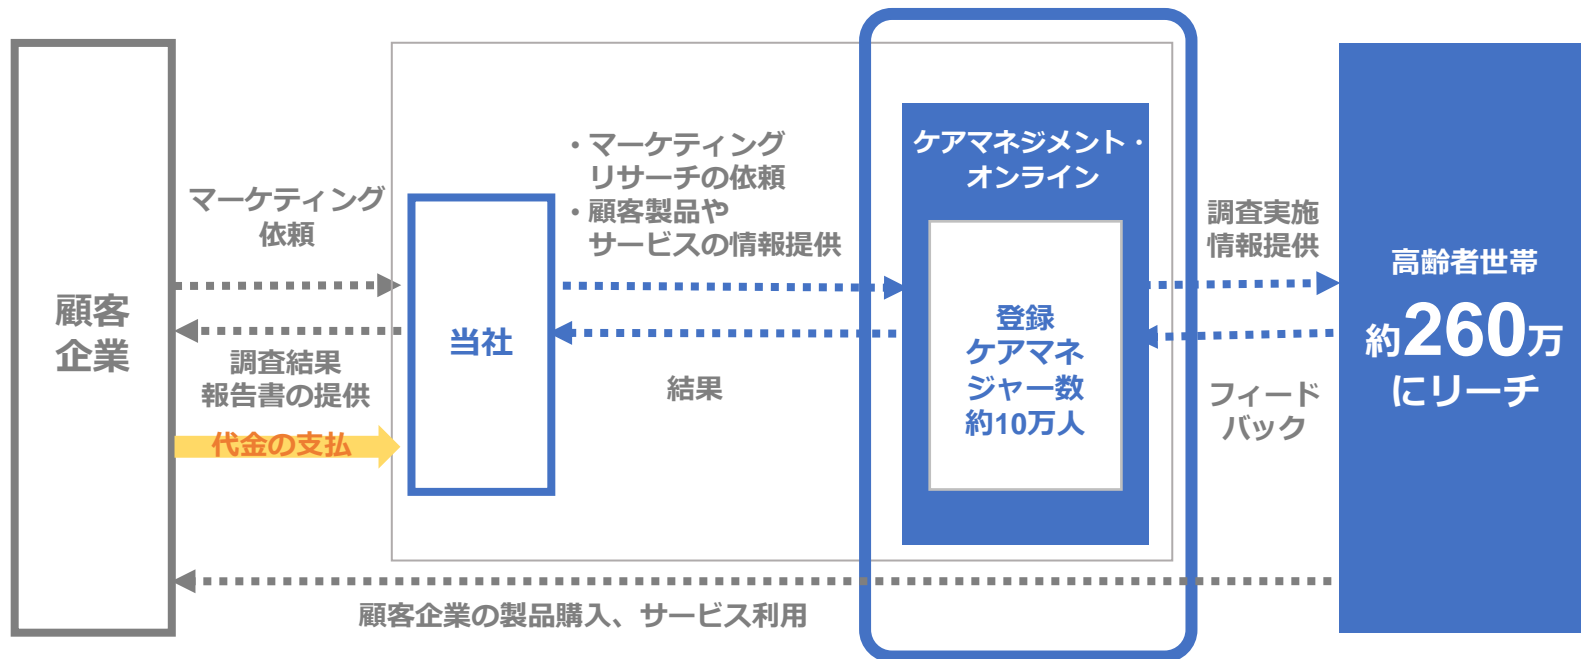 顧客
企業
マーケティング
依頼
調査結果
報告書の提供
代金の支払
当社
・マーケティング
リサーチの依頼
・顧客製品や
サービスの情報提供
結果
ケアマネジメント・
オンライン
登録
ケアマネ
ジャー数
約10万人
調査実施
情報提供
フィード
バック
高齢者世帯
約260万
にリーチ
顧客企業の製品購入、サービス利用